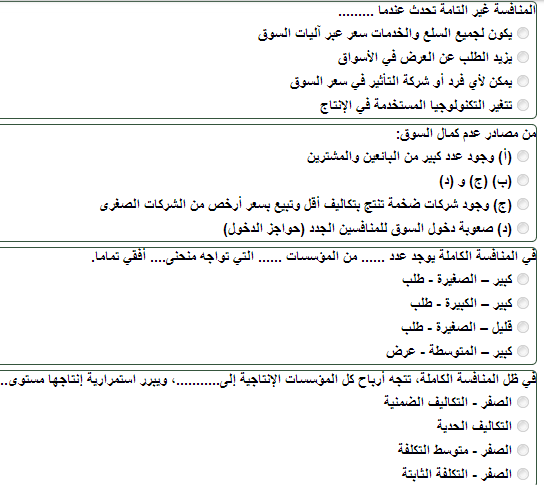 المنافسة غير التامة تحدث عندما .........
يكون لجميع السلع والخدمات سعر عبر آليات السوق
يزيد الطلب عن العرض في الأسواق
يمكن لأي فرد أو شركة التأثير في سعر السوق
تتغير التكنولوجيا المستخدمة في الإنتاج
من مصادر عدم كمال السوق:
(أ) وجود عدد كبير من البائعين والمشترين
(ب) (ج) و (د)
(ج) وجود شركات ضخمة تنتج بتكاليف أقل وتبيع بسعر أرخص من الشركات الصغرى
(د) صعوبة دخول السوق للمنافسين الجدد (حواجز الدخول)
في المنافسة الكاملة يوجد عدد ...... من المؤسسات ...... التي تواجه منحنى.... أفقي تماما.
كبير – الصغيرة - طلب
كبير – الكبيرة - طلب
قليل – الصغيرة - طلب
كبير – المتوسطة - عرض
في ظل المنافسة الكاملة، تتجه أرباح كل المؤسسات الإنتاجية إلى...........، ويبرر استمرارية إنتاجها مستوى..
الصفر - التكاليف الضمنية
التكاليف الحدية
الصفر - متوسط التكلفة
الصفر - التكلفة الثابتة